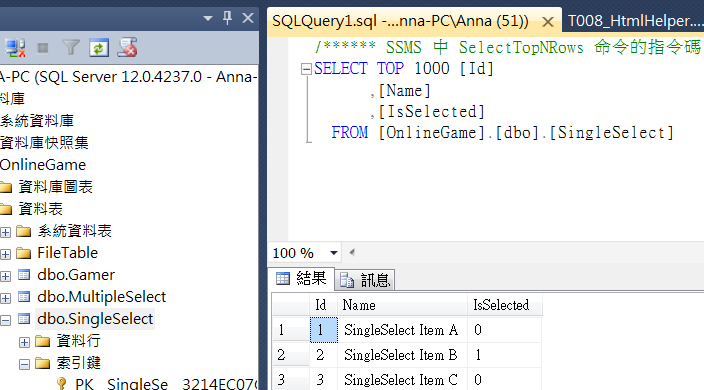 A-PC (SQL Server 12.0.4237.0 - Anna-
料庫
系統資料庫
資料庫快照集
OnlineGame
資料庫圖表
資料表
系統資料表
FileTable
dbo.Gamer
dbo.MultipleSelect
dbo.SingleSelect
資料行
索引鍵
PK__SingleSe__3214EC07
SQLQuery1.sql -...nna-PC\Anna (51))
T008_HtmlHelper....
/****** SSMS 中 SelectTopNRows 命令的指令碼
SELECT TOP 1000 [Id]
,[Name]
,[IsSelected]
FROM [OnlineGame].[dbo].[SingleSelect]
100 %
結果 訊息
Id Name IsSelected
1 1 SingleSelect Item A 0
2 2 SingleSelect Item B 1
3 3 SingleSelect Item C 0